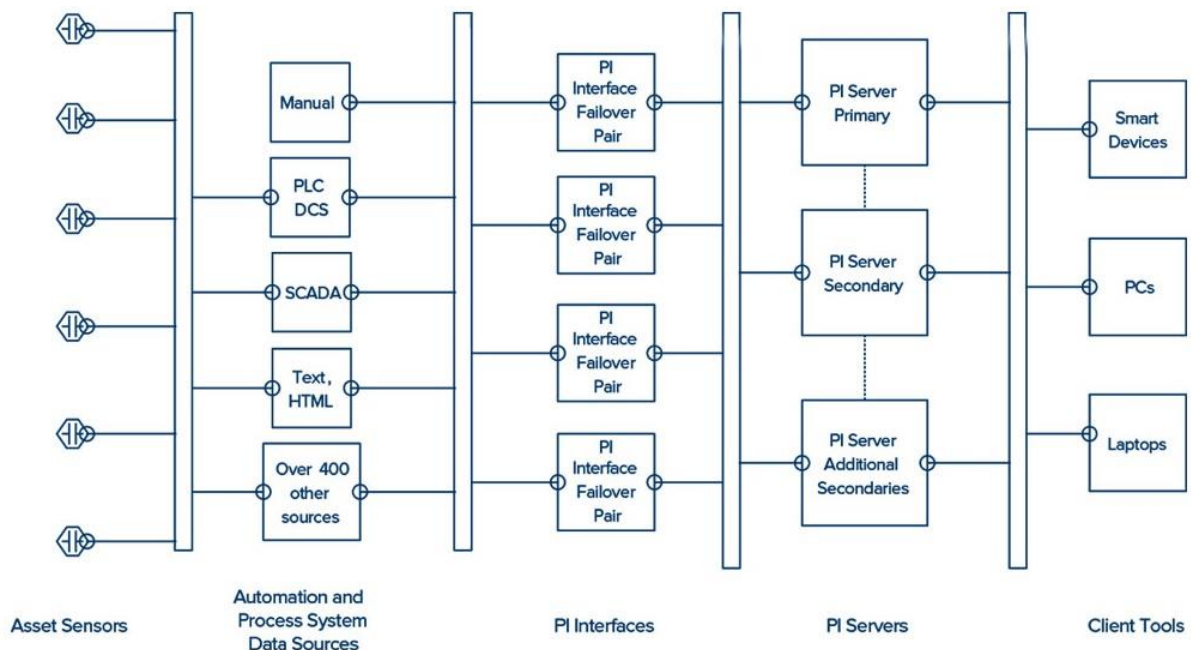 Manual
PLC
DCS
SCADA
Text,
HTML
Over 400
other
sources
PI
Interface
Failover
Pair
PI
Interface
Failover
Pair
PI
Interface
Failover
Pair
PI
Interface
Failover
Pair
PI Server
Primary
PI Server
Secondary
PI Server
Additional
Secondaries
Smart
Devices
PCs
Laptops
Asset Sensors
Automation and
Process System
Data Sources
PI Interfaces
PI Servers
Client Tools